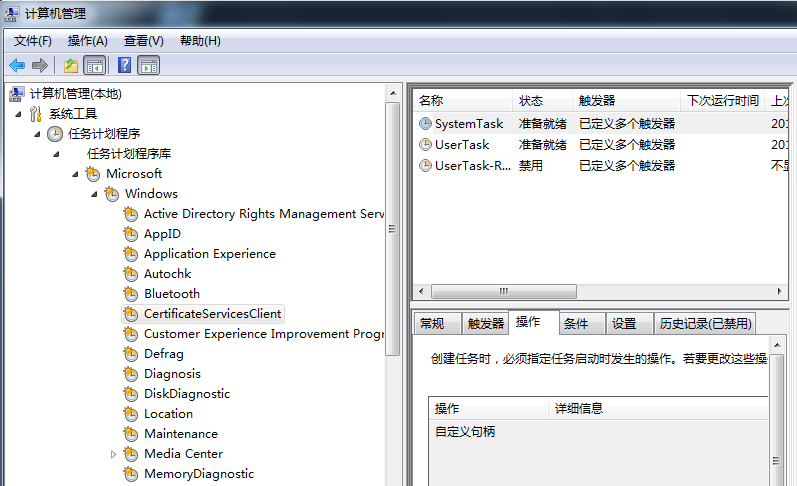 计算机管理
文件(F) 操作(A) 查看(V) 帮助(H)
计算机管理(本地)
系统工具
任务计划程序
任务计划程序库
Microsoft
Windows
Active Directory Rights Management Serv
AppID
Application Experience
Autochk
Bluetooth
CertificateServicesClient
Customer Experience Improvement Progr
Defrag
Diagnosis
DiskDiagnostic
Location
Maintenance
Media Center
MemoryDiagnostic
名称 状态 触发器 下次运行时间 上次
SystemTask 准备就绪 已定义多个触发器 201
UserTask 准备就绪 已定义多个触发器 201
UserTask-R... 禁用 已定义多个触发器
常规 触发器 操作 条件 设置 历史记录(已禁用)
创建任务时，必须指定任务启动时发生的操作。若要更改这些操
操作 详细信息
自定义句柄